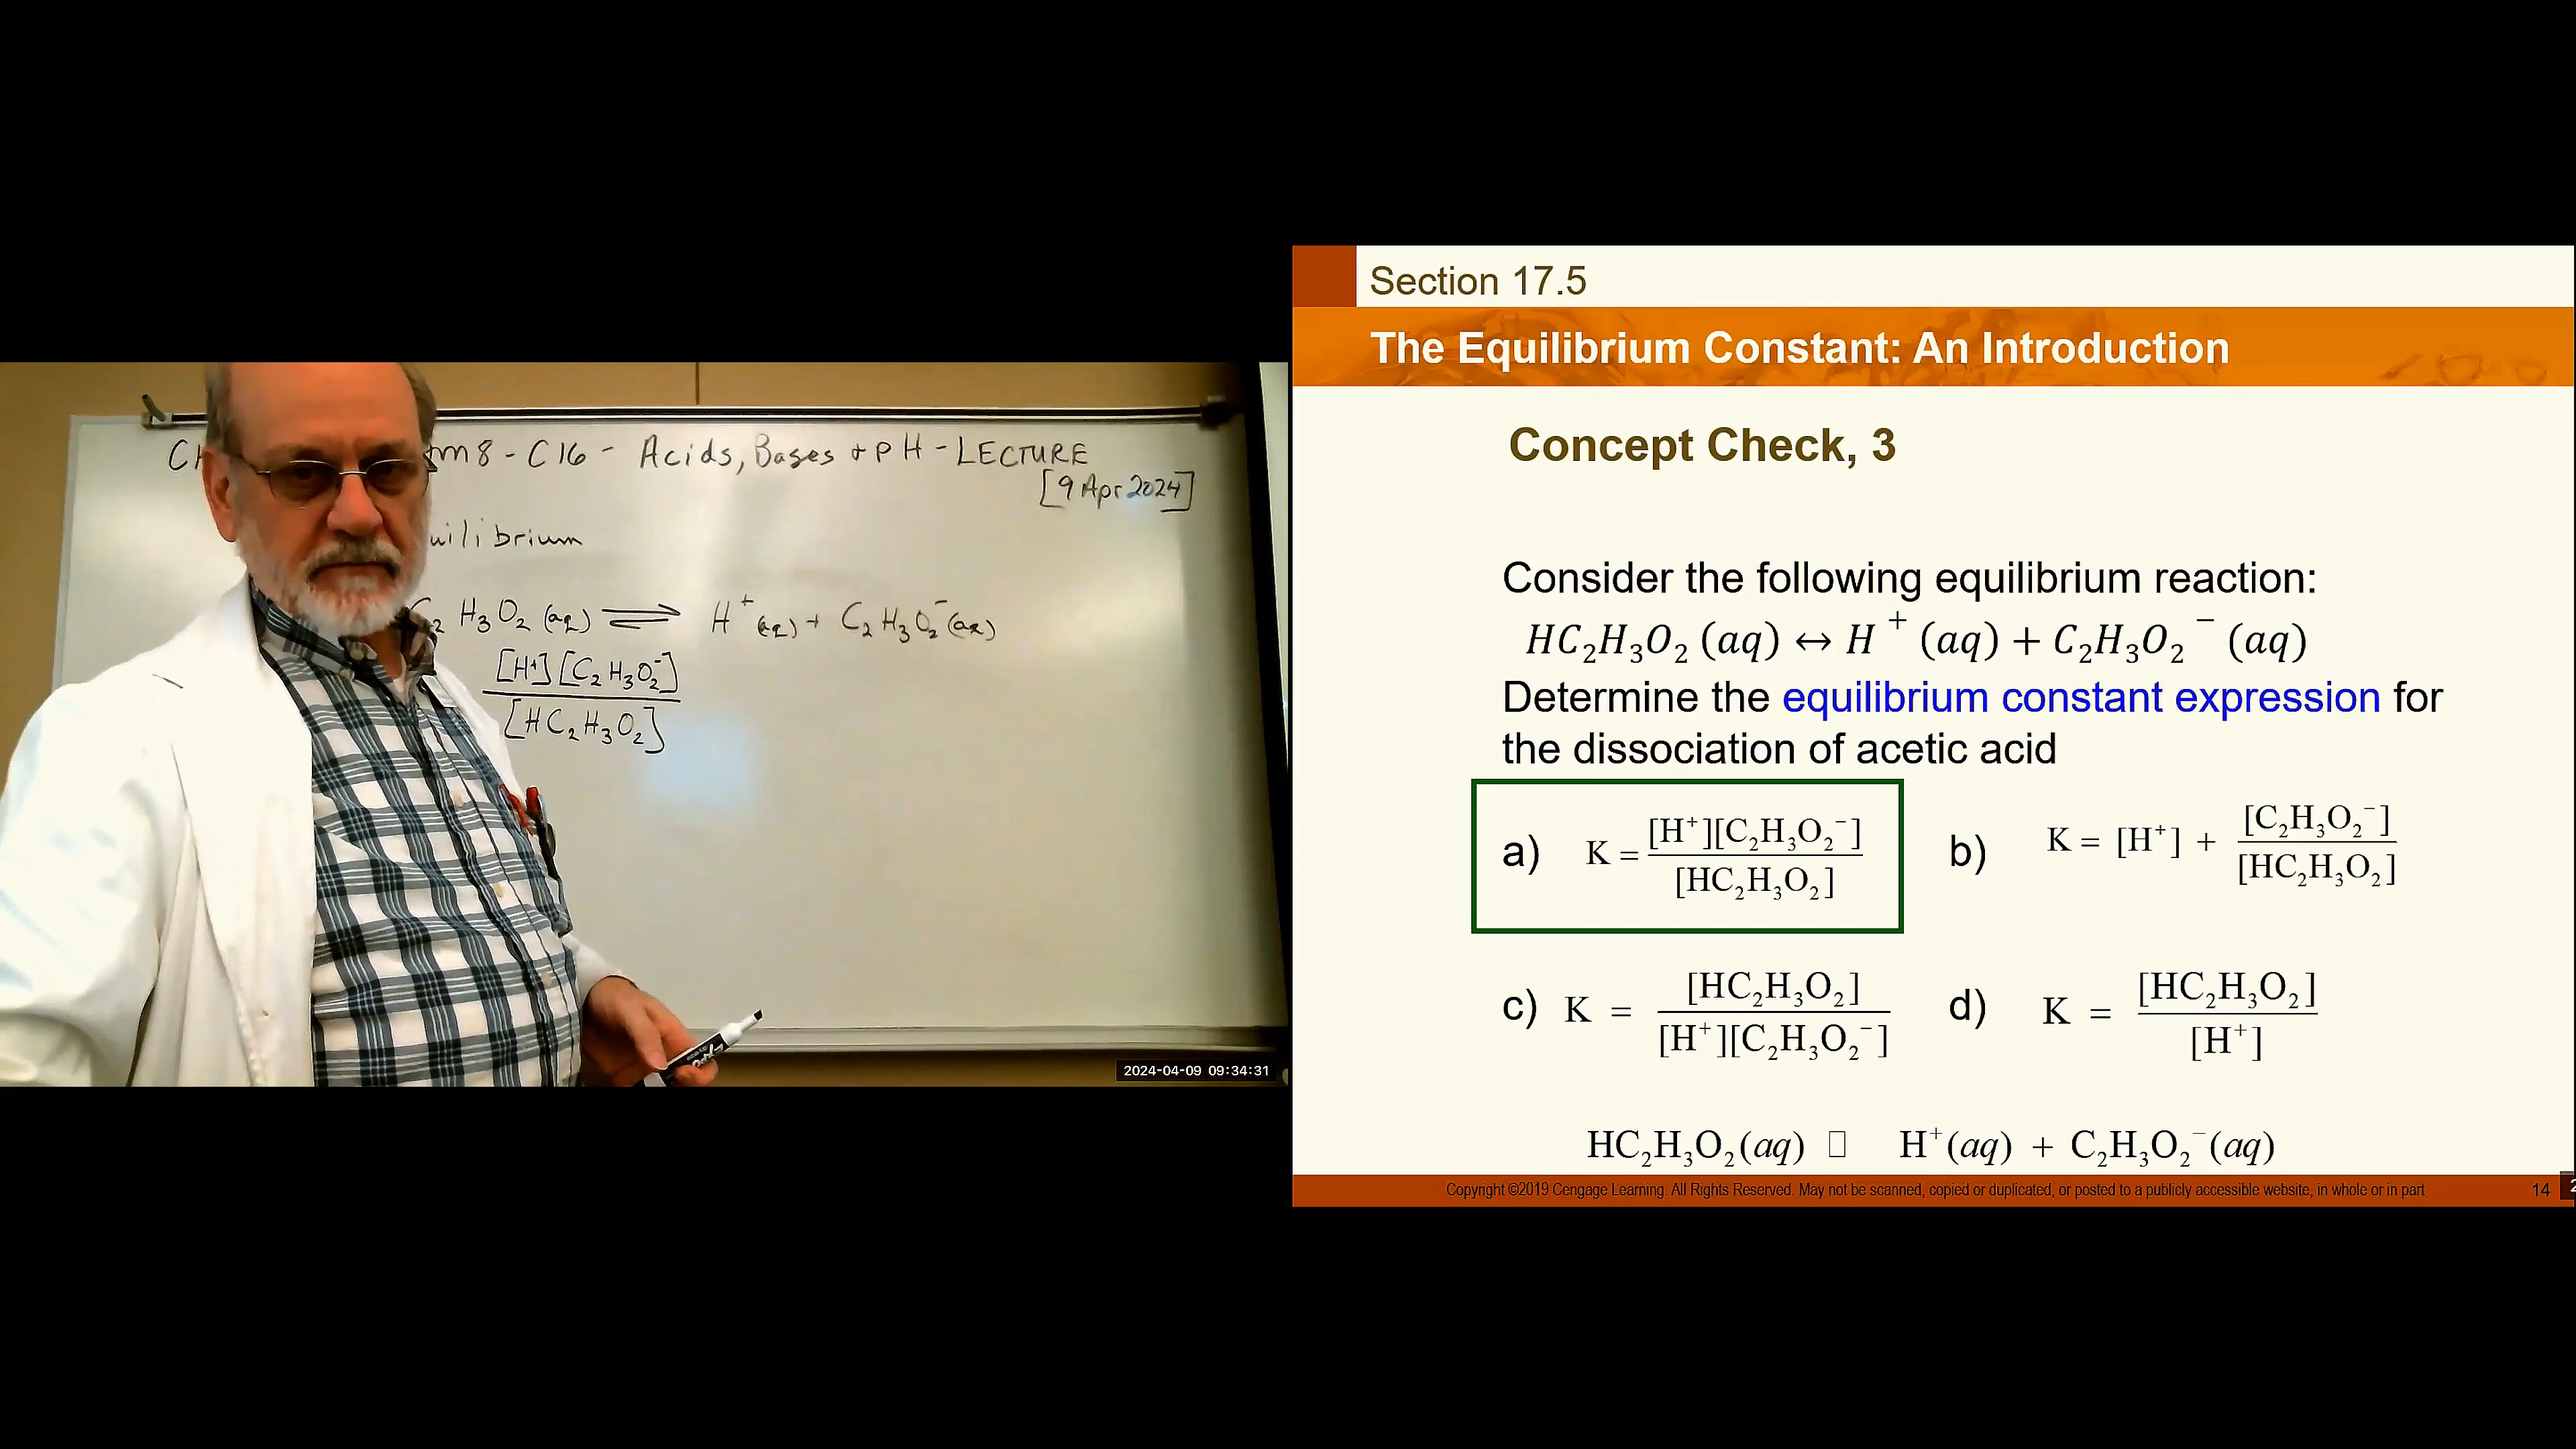 m8 - C16 - Acids, Bases + pH - LECTURE
[9 Apr 2024]
uilibrium
2 H3O2 (aq) ⇌ H+ (aq) + C2H3O2- (aq)
[H+][C2H3O2-]
[HC2H3O2]
2024-04-09 09:34:31
Section 17.5
The Equilibrium Constant: An Introduction
Concept Check, 3
Consider the following equilibrium reaction:
HC₂H₃O₂ (aq) ↔ H⁺ (aq) + C₂H₃O₂⁻ (aq)
Determine the equilibrium constant expression for
the dissociation of acetic acid
a) K = [H⁺][C₂H₃O₂⁻] / [HC₂H₃O₂]
b) K = [H⁺] + [C₂H₃O₂⁻] / [HC₂H₃O₂]
c) K = [HC₂H₃O₂] / [H⁺][C₂H₃O₂⁻]
d) K = [HC₂H₃O₂] / [H⁺]
HC₂H₃O₂(aq) □ H⁺(aq) + C₂H₃O₂⁻(aq)
Copyright ©2019 Cengage Learning. All Rights Reserved. May not be scanned, copied or duplicated, or posted to a publicly accessible website, in whole or in part
14